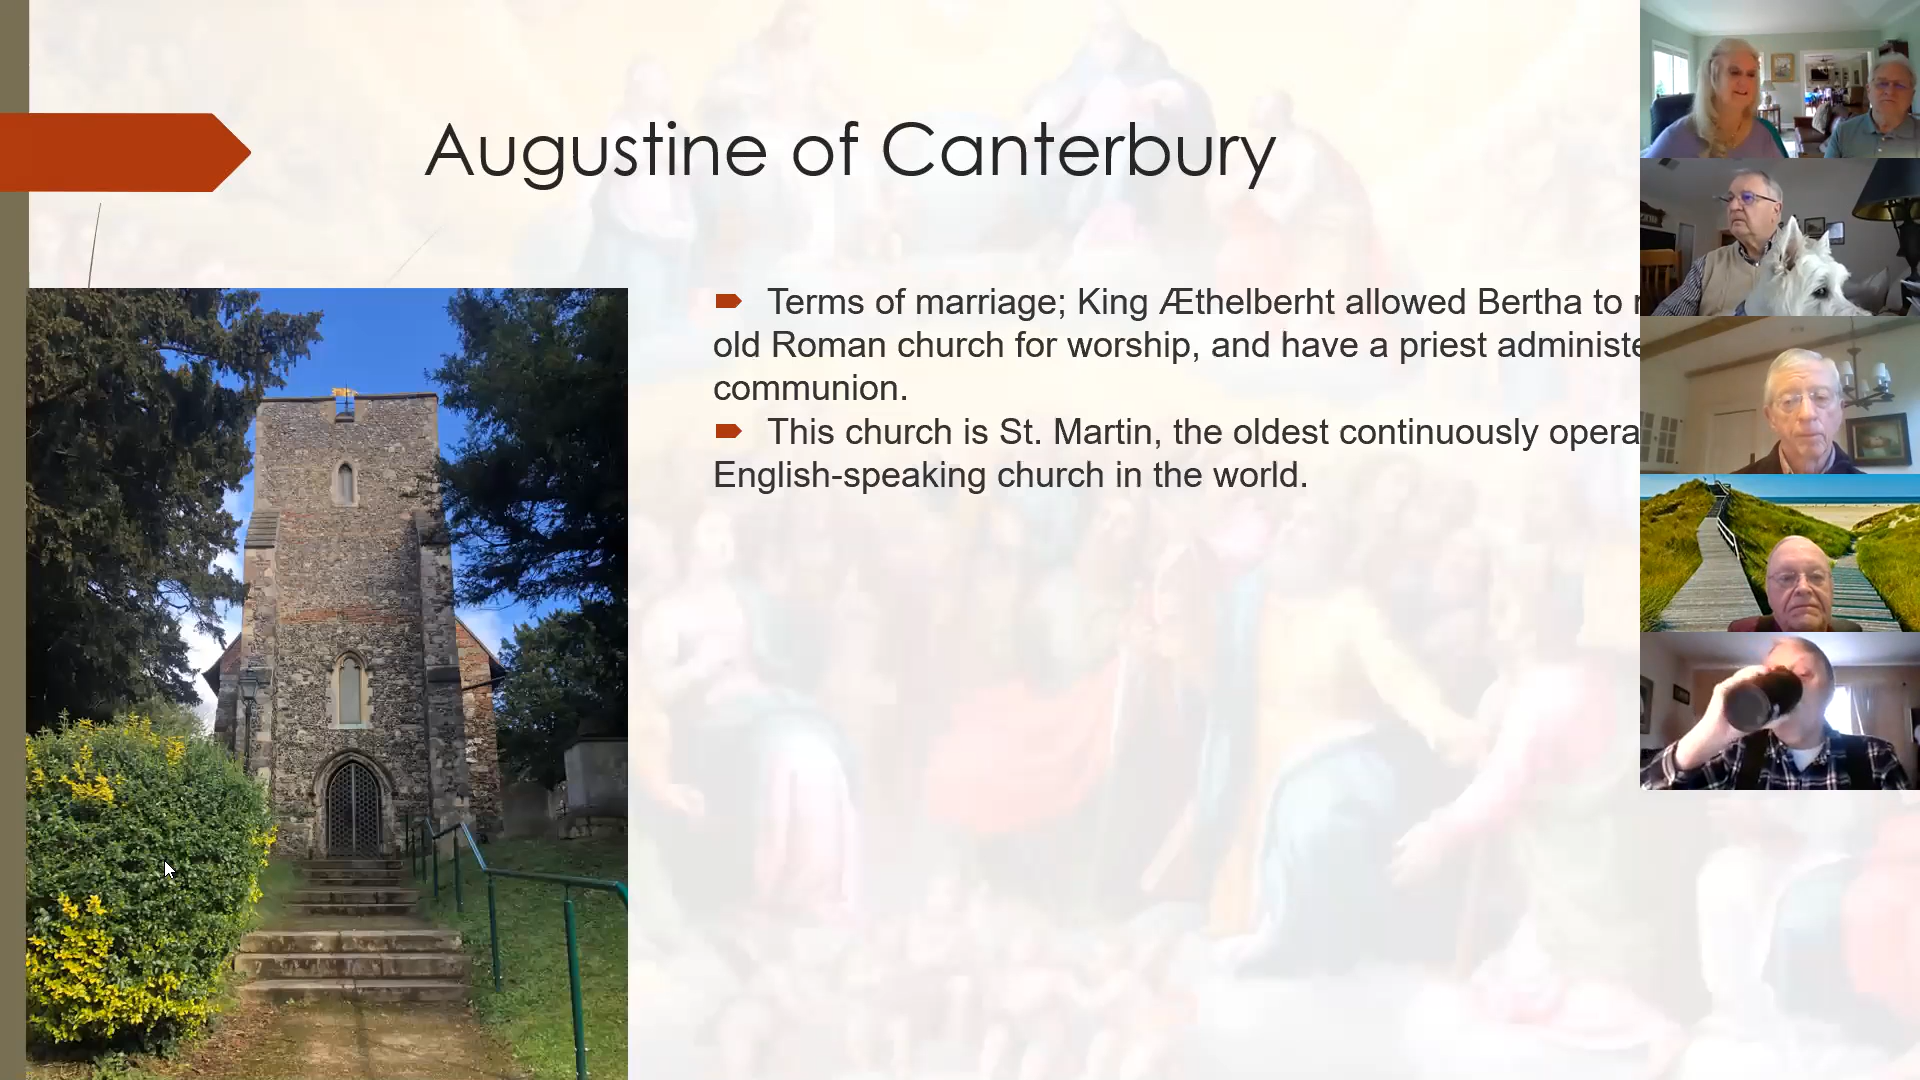 Augustine of Canterbury
Terms of marriage; King Æthelberht allowed Bertha to
old Roman church for worship, and have a priest administe
communion.
This church is St. Martin, the oldest continuously opera
English-speaking church in the world.